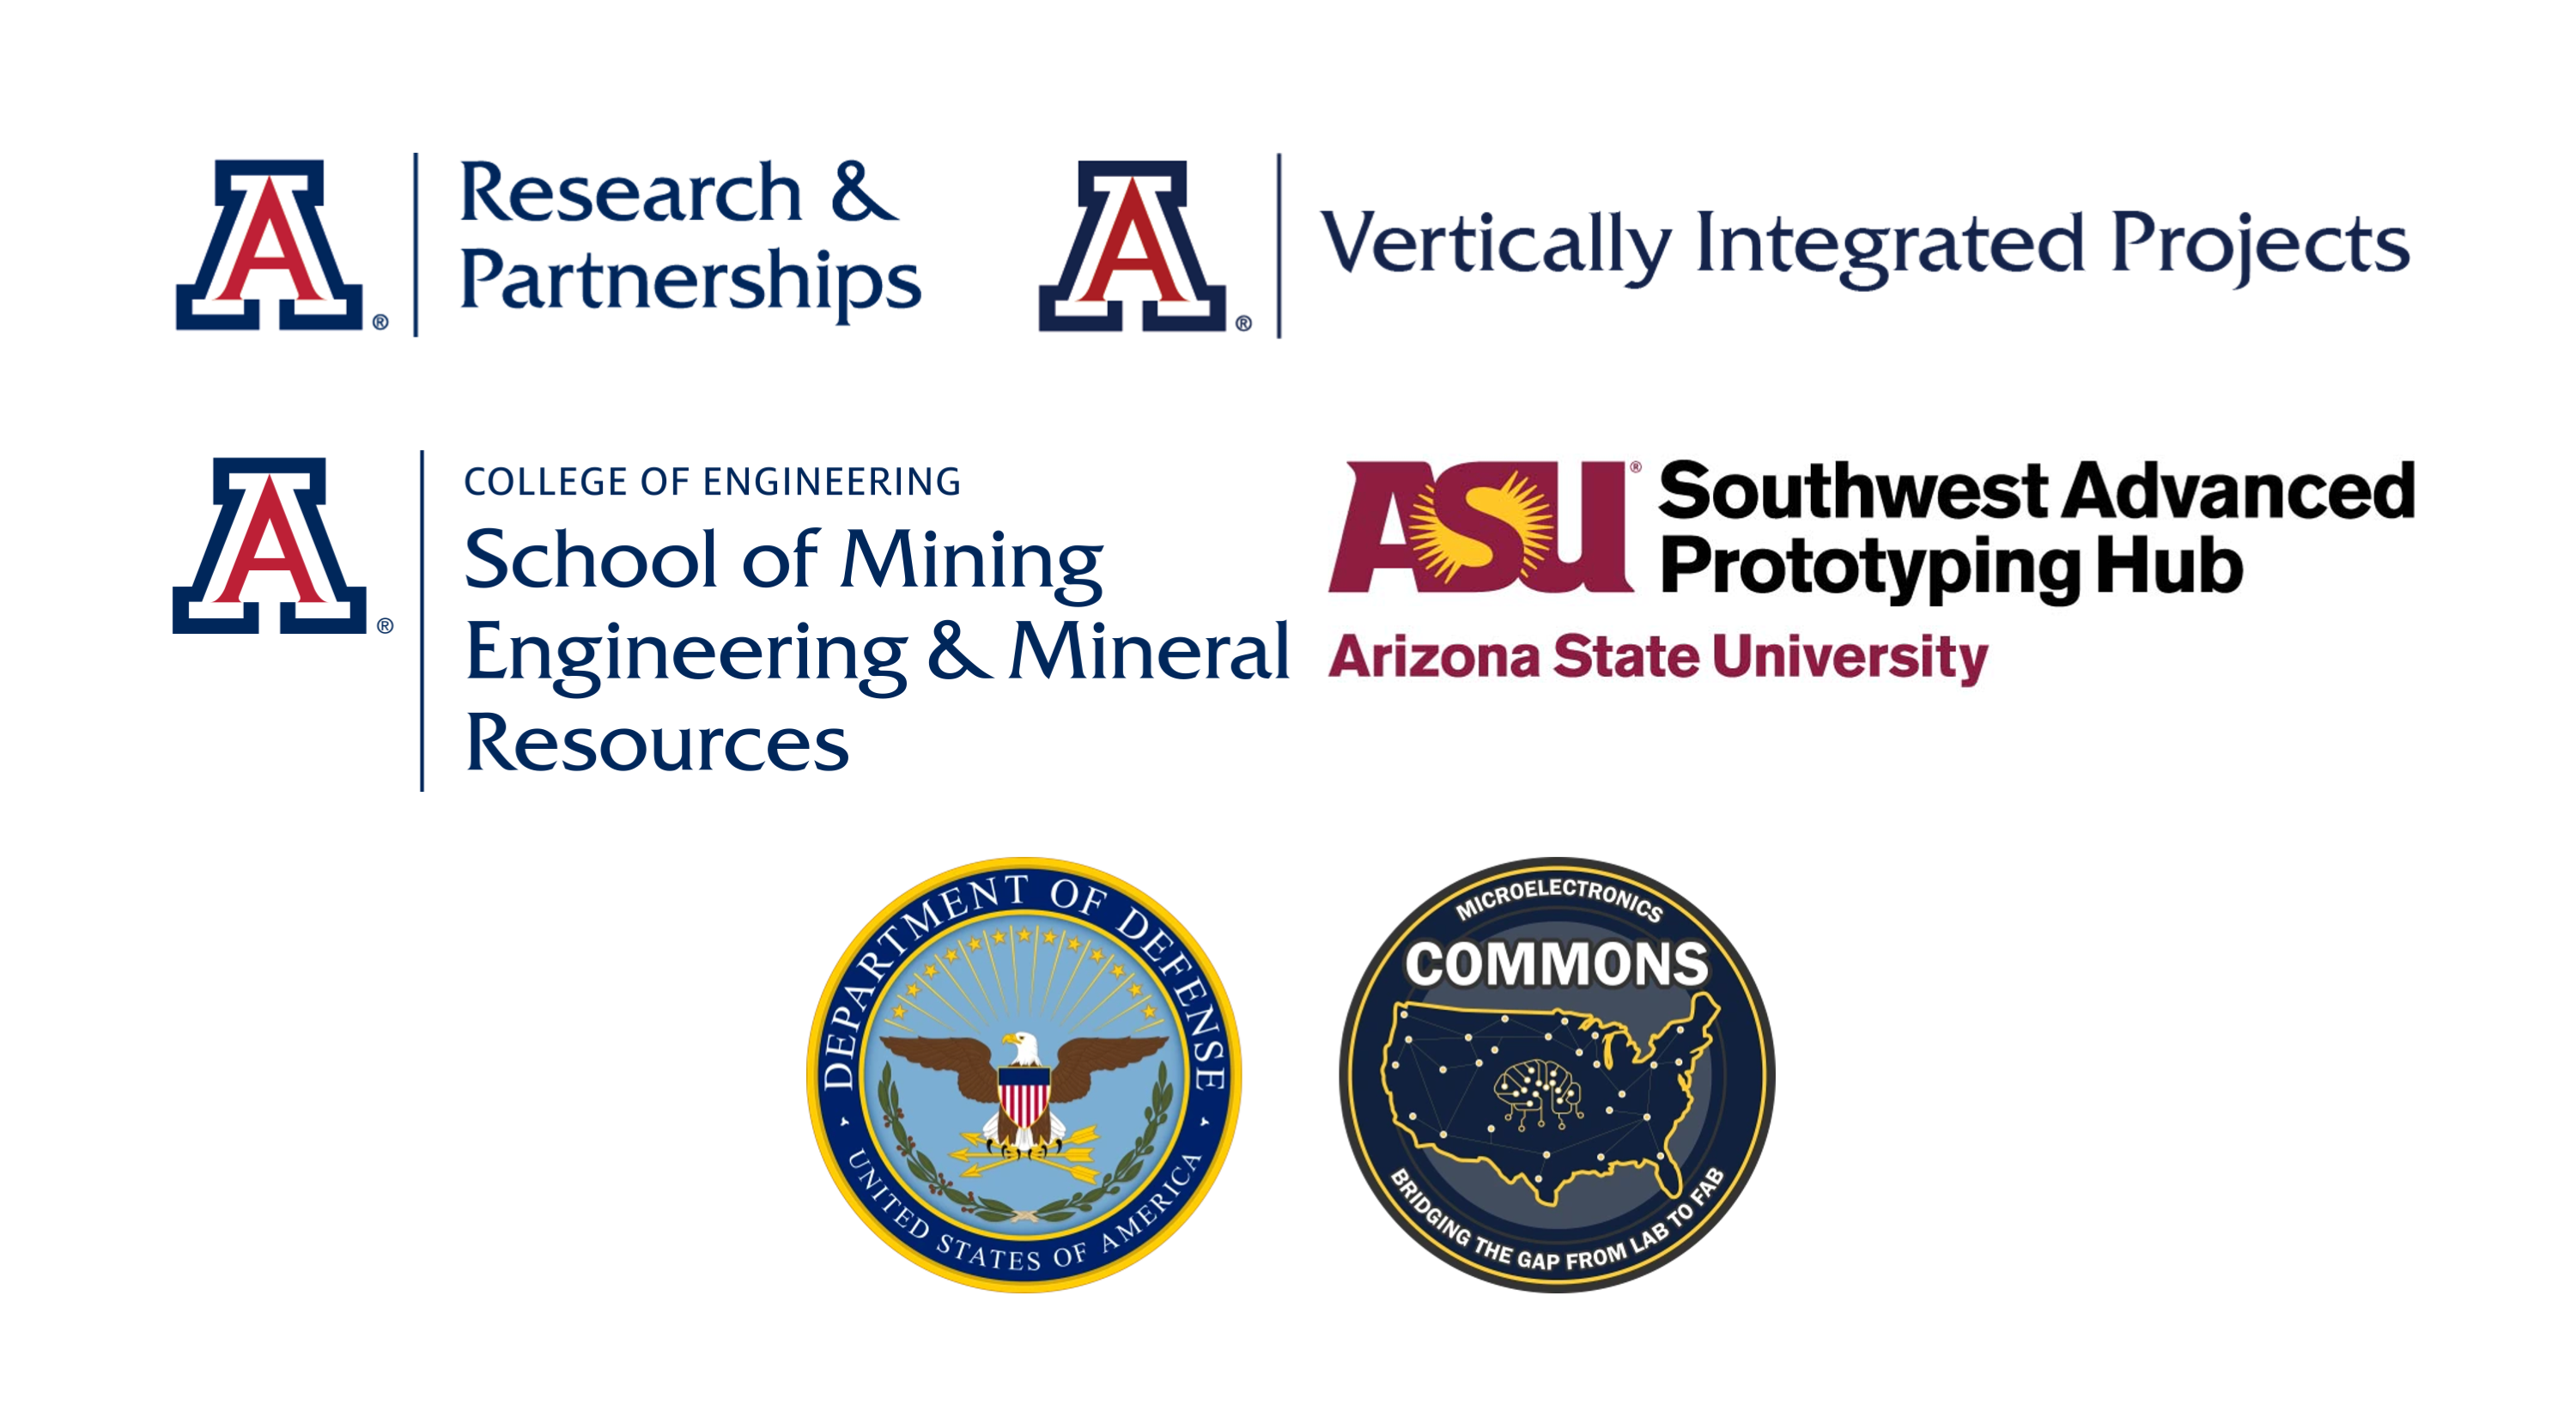 A®
Research &
Partnerships
A®
Vertically Integrated Projects
A®
COLLEGE OF ENGINEERING
School of Mining
Engineering & Mineral
Resources
ASU®
Southwest Advanced
Prototyping Hub
Arizona State University
DEPARTMENT OF DEFENSE
UNITED STATES OF AMERICA
MICROELECTRONICS
COMMONS
BRIDGING THE GAP FROM LAB TO FAB